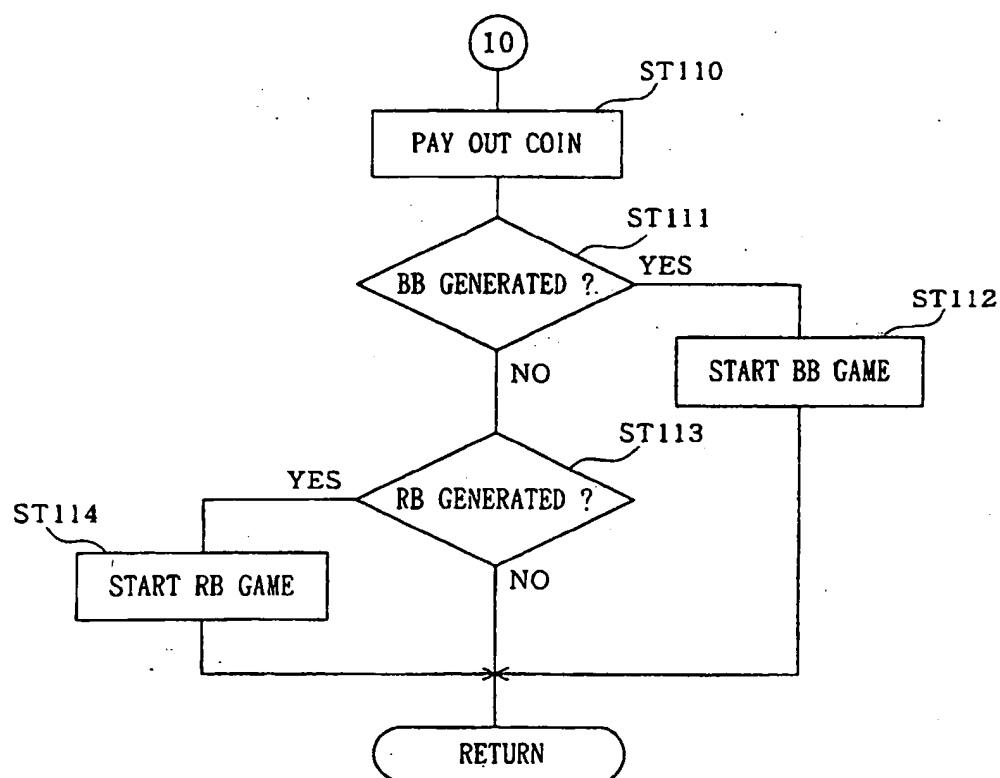 10
ST110
PAY OUT COIN
ST111
BB GENERATED ?
YES
ST112
START BB GAME
NO
ST113
YES
RB GENERATED ?
ST114
START RB GAME
NO
RETURN